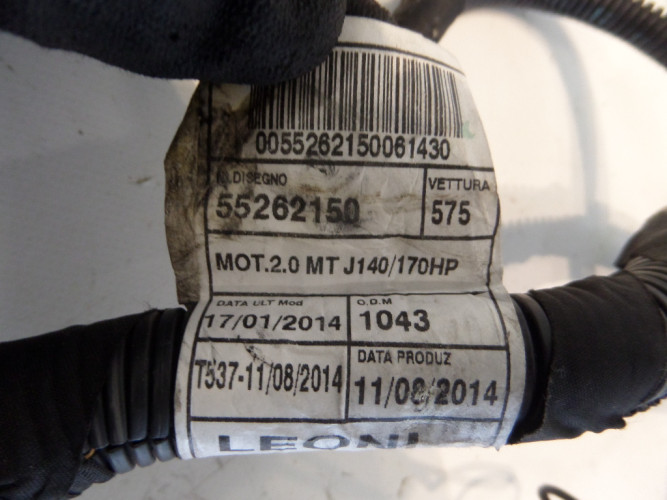 0055262150061430
N.DISEGNO VETTURA
55262150 575
MOT.2.0 MT J140/170HP
DATA ULT Mod O.D.M
17/01/2014 1043
T537-11/08/2014 DATA PRODUZ
11/08/2014
LEONI